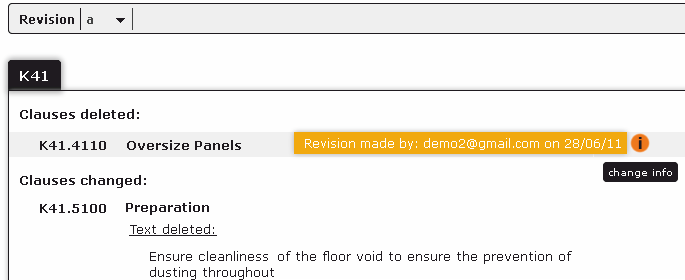 Revision a
K41
Clauses deleted:
K41.4110 Oversize Panels Revision made by: demo2@gmail.com on 28/06/11 i
change info
Clauses changed:
K41.5100 Preparation
Text deleted:
Ensure cleanliness of the floor void to ensure the prevention of
dusting throughout